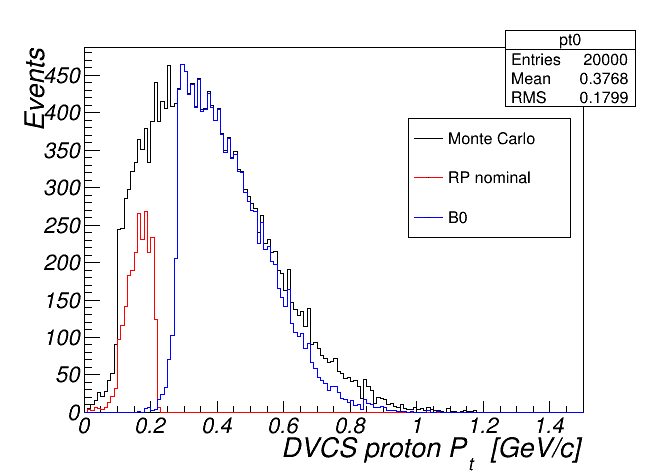 pt0
Entries 20000
Mean 0.3768
RMS 0.1799
Events
450
400
350
300
250
200
150
100
50
0
Monte Carlo
RP nominal
B0
0 0.2 0.4 0.6 0.8 1 1.2 1.4
DVCS proton Pt [GeV/c]